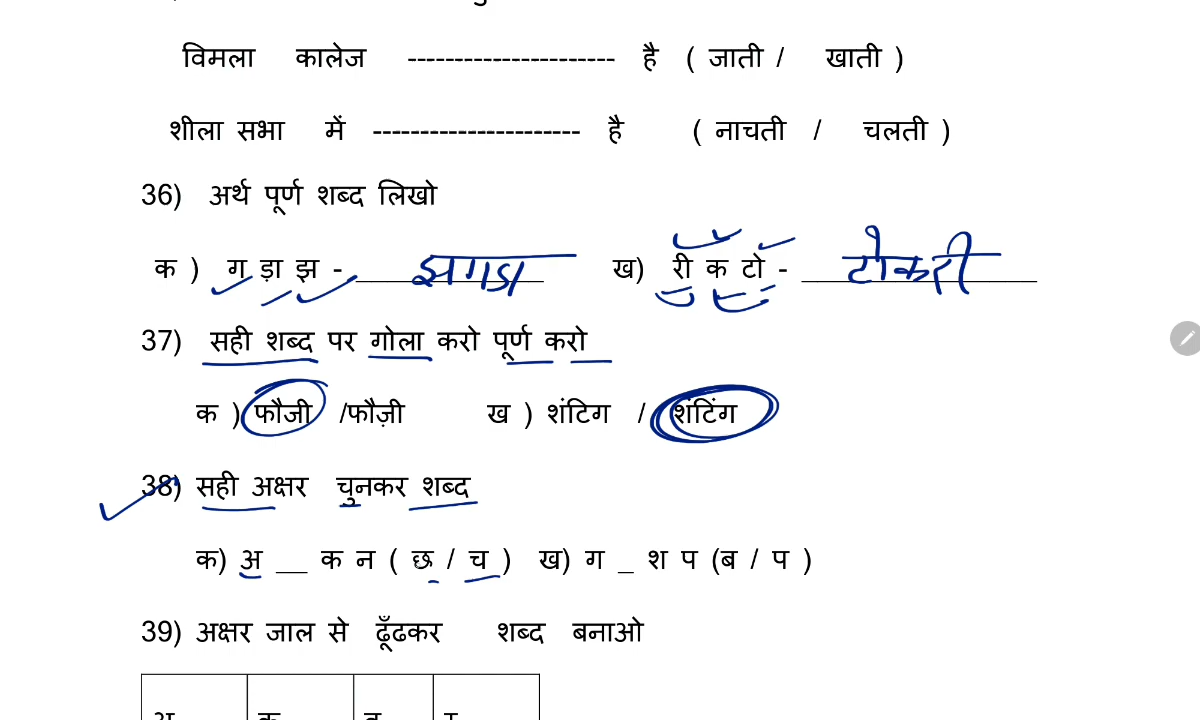 विमला कालेज ---------------------- है ( जाती / खाती )
शीला सभा में ---------------------- है ( नाचती / चलती )
36) अर्थ पूर्ण शब्द लिखो
क ) ग ड़ा झ - झगडा ख) री क टो - टोकरी
37) सही शब्द पर गोला करो पूर्ण करो
क ) फौजी /फौज़ी ख ) शंटिग / शंटिंग
38) सही अक्षर चुनकर शब्द
क) अ __ क न ( छ / च ) ख) ग _ श प (ब / प )
39) अक्षर जाल से ढूँढकर शब्द बनाओ